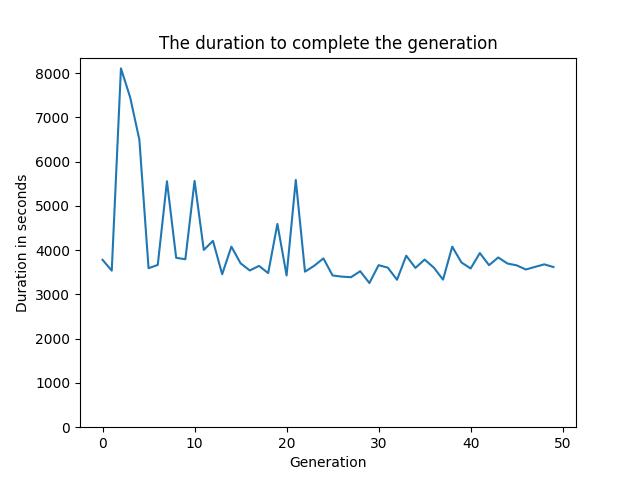 The duration to complete the generation
8000
7000
6000
5000
4000
3000
2000
1000
0
Duration in seconds
0 10 20 30 40 50
Generation